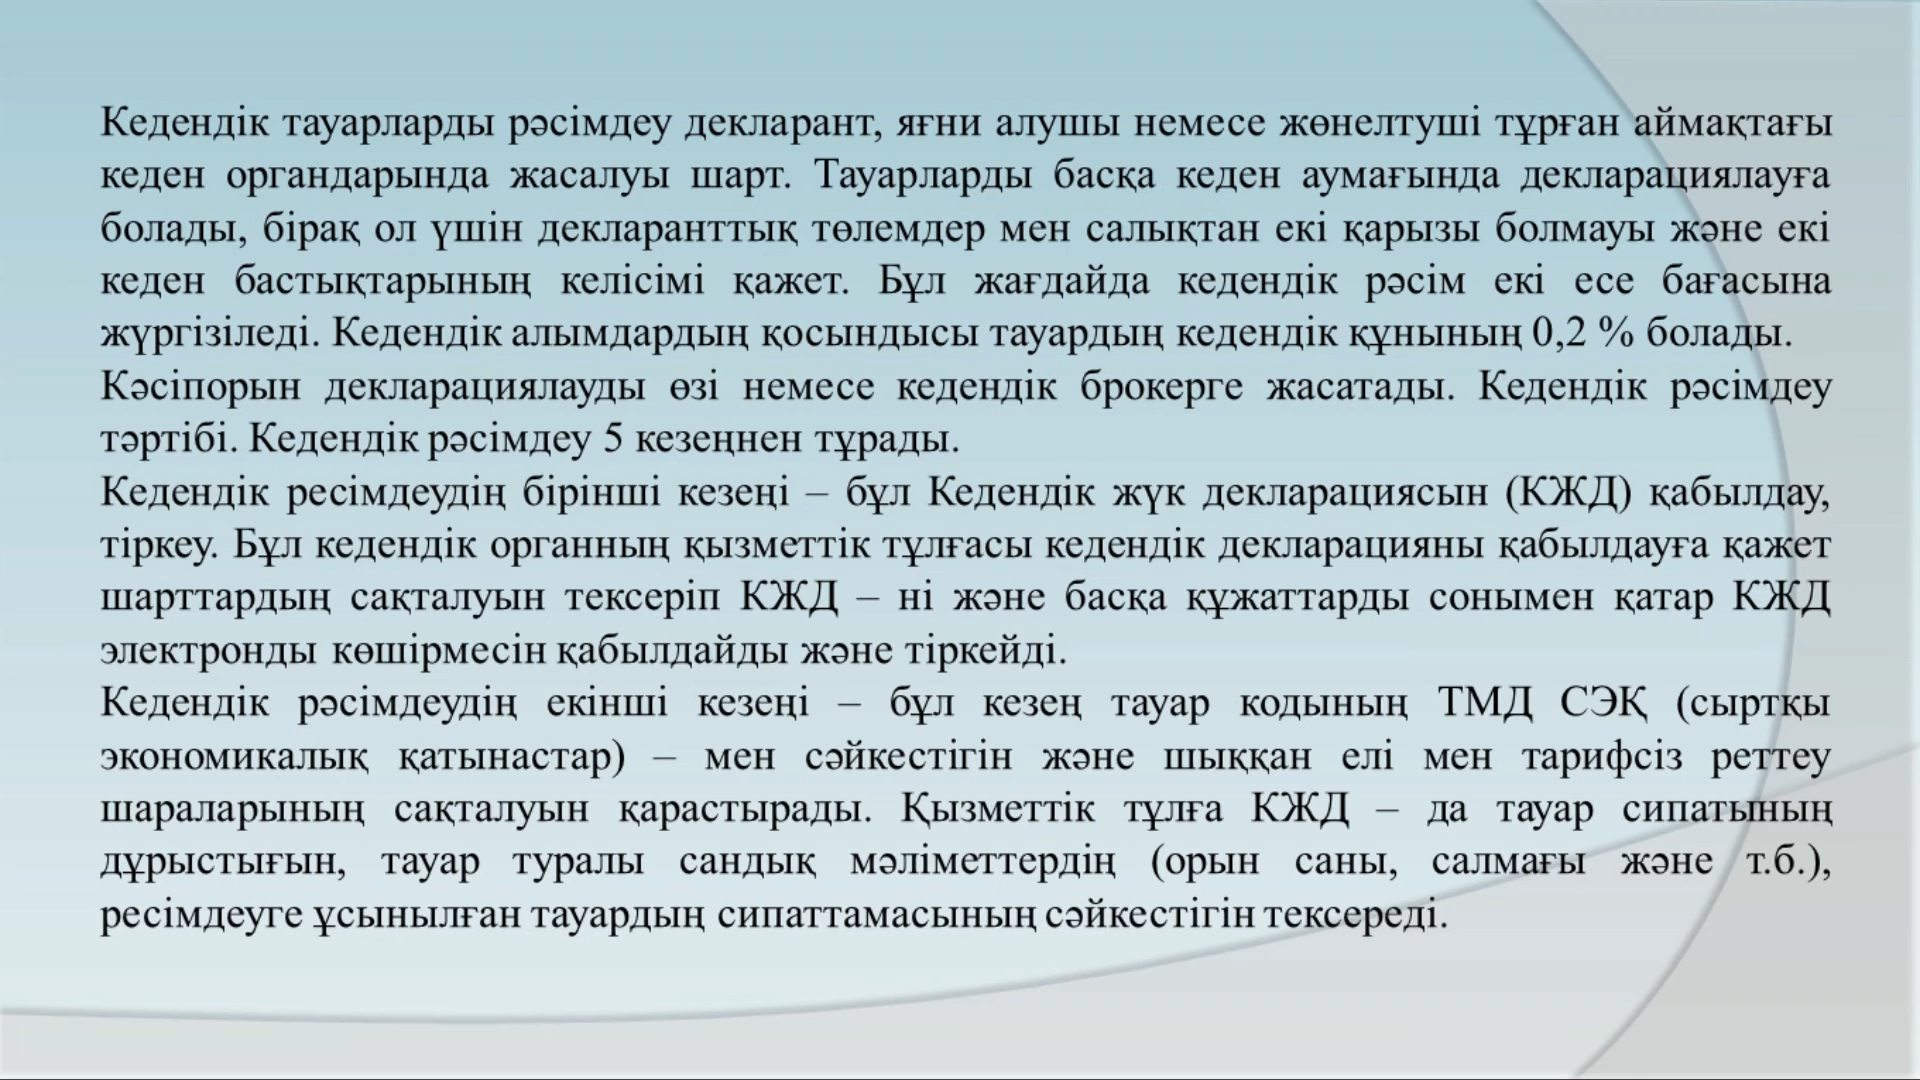 Кедендік тауарларды рәсімдеу декларант, яғни алушы немесе жөнелтуші тұрған аймақтағы
кеден органдарында жасалуы шарт. Тауарларды басқа кеден аумағында декларациялауға
болады, бірақ ол үшін декларанттық төлемдер мен салықтан екі қарызы болмауы және екі
кеден бастықтарының келісімі қажет. Бұл жағдайда кедендік рәсім екі есе бағасына
жүргізіледі. Кедендік алымдардың қосындысы тауардың кедендік құнының 0,2 % болады.
Кәсіпорын декларациялауды өзі немесе кедендік брокерге жасатады. Кедендік рәсімдеу
тәртібі. Кедендік рәсімдеу 5 кезеңнен тұрады.
Кедендік ресімдеудің бірінші кезеңі – бұл Кедендік жүк декларациясын (КЖД) қабылдау,
тіркеу. Бұл кедендік органның қызметтік тұлғасы кедендік декларацияны қабылдауға қажет
шарттардың сақталуын тексеріп КЖД – ні және басқа құжаттарды сонымен қатар КЖД
электронды көшірмесін қабылдайды және тіркейді.
Кедендік рәсімдеудің екінші кезеңі – бұл кезең тауар кодының ТМД СЭҚ (сыртқы
экономикалық қатынастар) – мен сәйкестігін және шыққан елі мен тарифсіз реттеу
шараларының сақталуын қарастырады. Қызметтік тұлға КЖД – да тауар сипатының
дұрыстығын, тауар туралы сандық мәліметтердің (орын саны, салмағы және т.б.),
ресімдеуге ұсынылған тауардың сипаттамасының сәйкестігін тексереді.